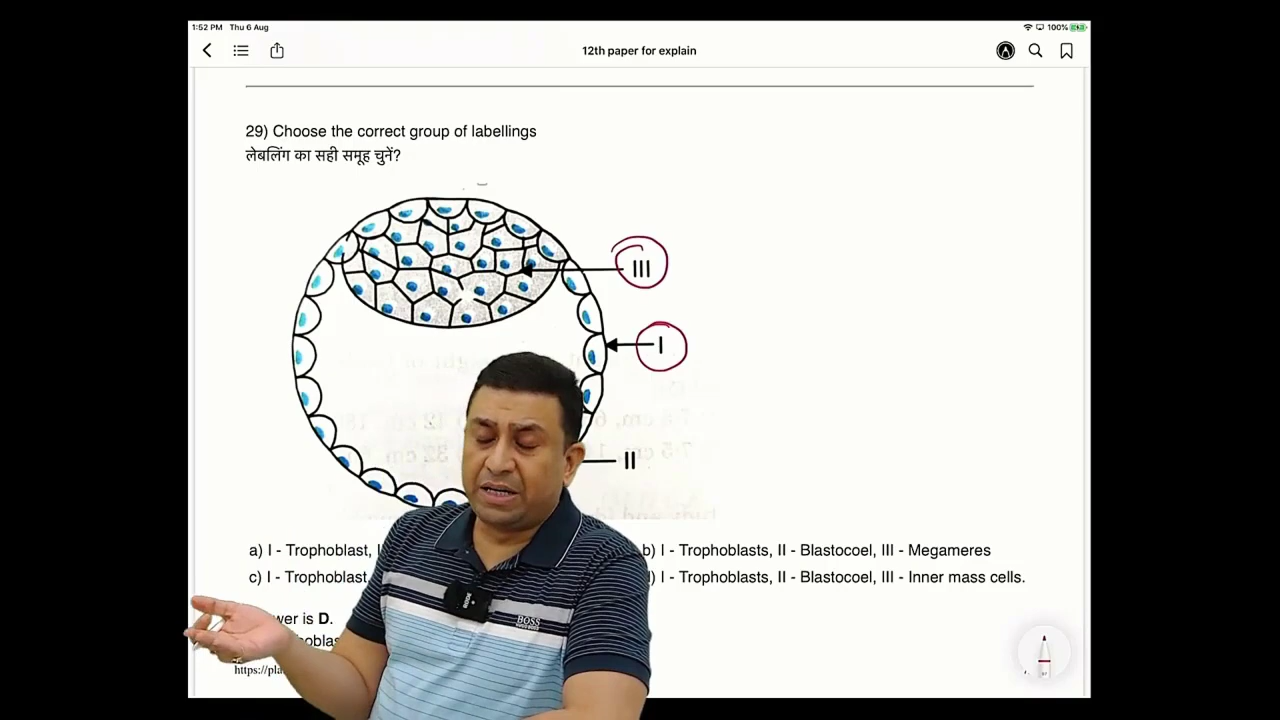 1:52 PM Thu 6 Aug
100%
12th paper for explain
29) Choose the correct group of labellings
लेबलिंग का सही समूह चुनें?
III
I
II
a) I - Trophoblast,
b) I - Trophoblasts, II - Blastocoel, III - Megameres
c) I - Trophoblast,
I - Trophoblasts, II - Blastocoel, III - Inner mass cells.
is D.
BOSS